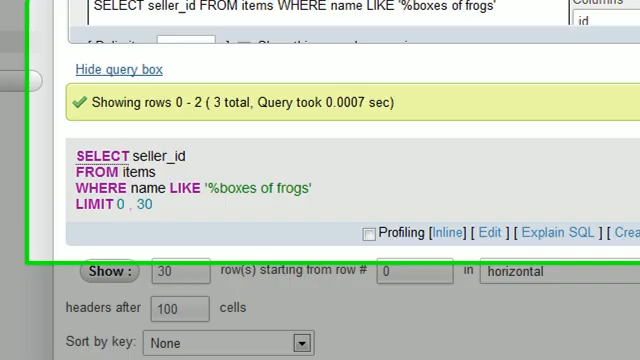 SELECT seller_id FROM items WHERE name LIKE '%boxes of frogs'
id
Hide query box
Showing rows 0 - 2 ( 3 total, Query took 0.0007 sec)
SELECT seller_id
FROM items
WHERE name LIKE '%boxes of frogs'
LIMIT 0 , 30
Profiling [Inline] [ Edit ] [ Explain SQL ] [ Crea
Show : 30 row(s) starting from row # 0 in horizontal
headers after 100 cells
Sort by key: None